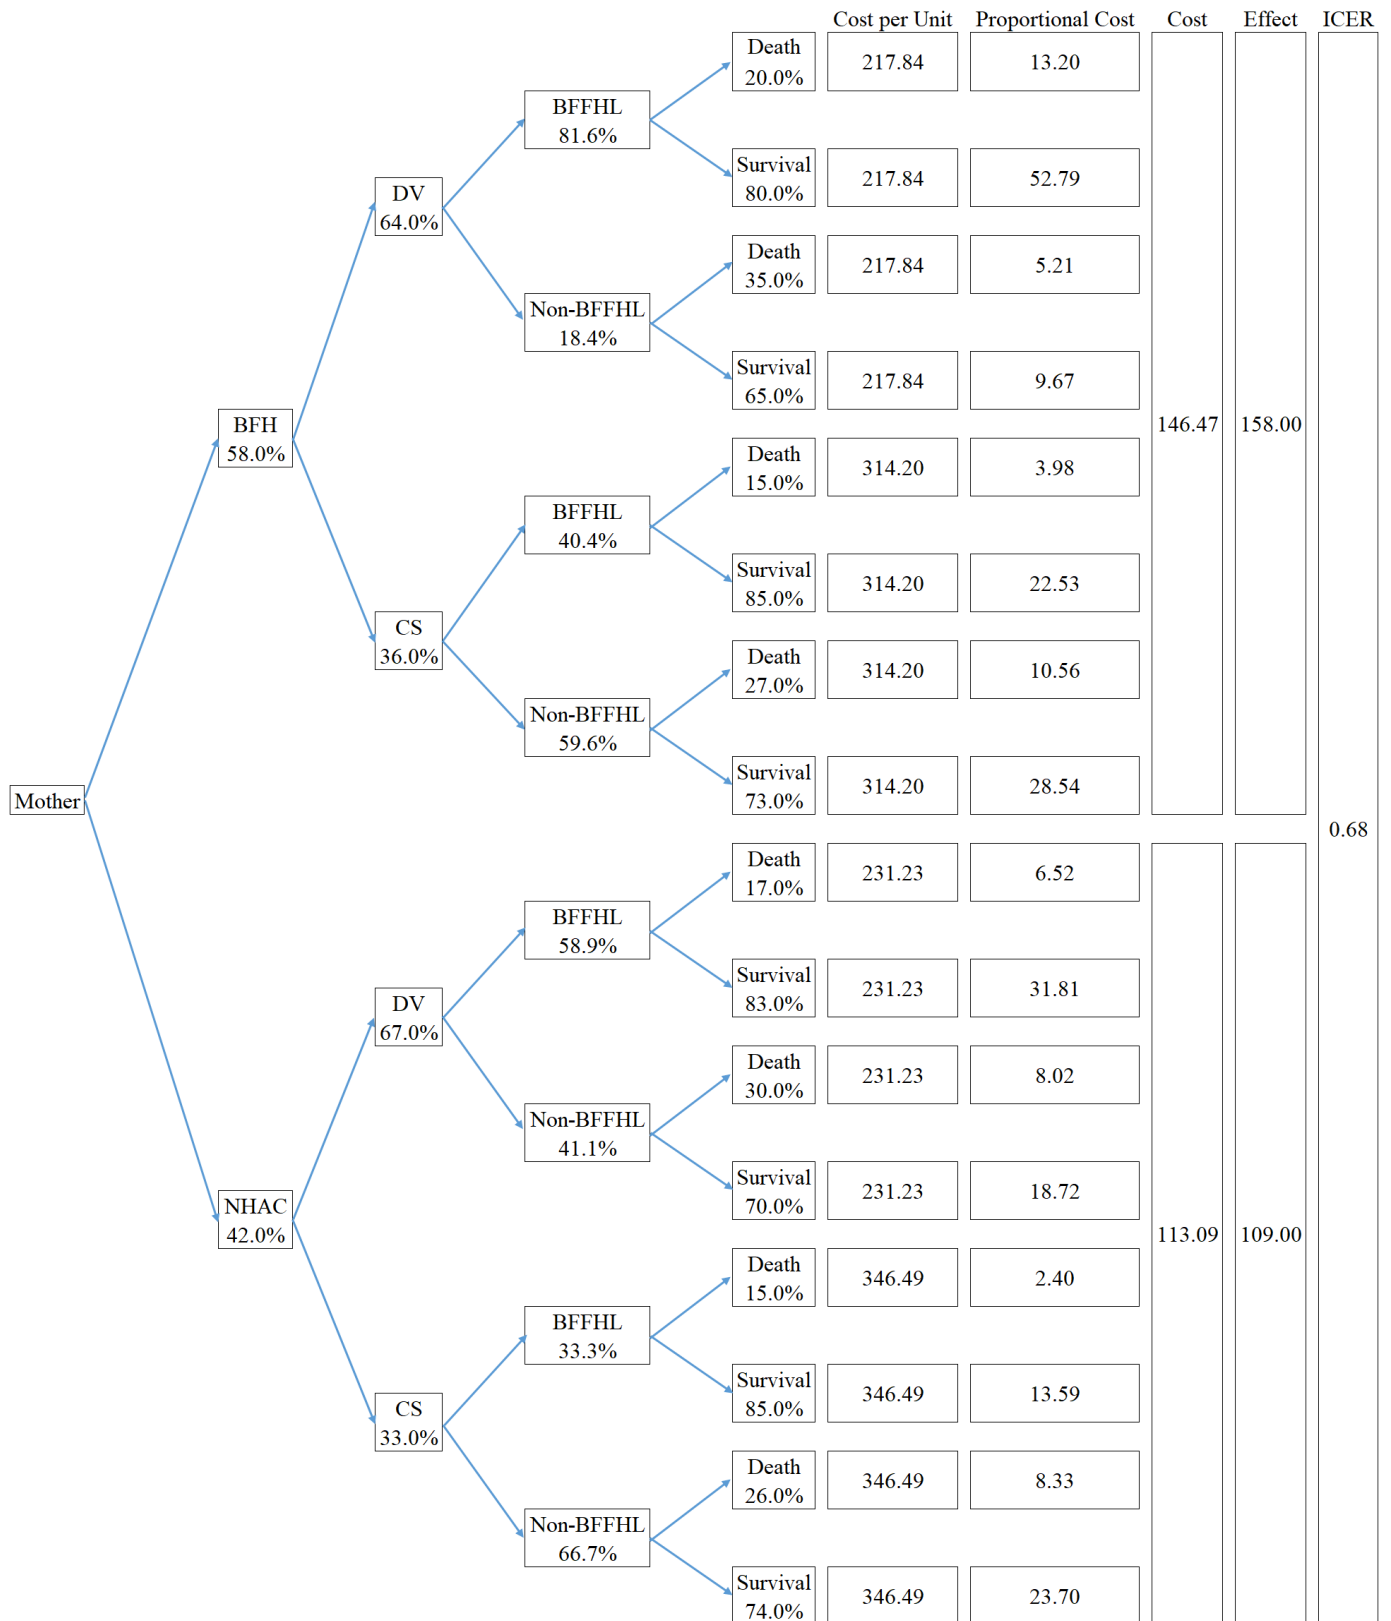 Cost per Unit Proportional Cost Cost Effect ICER
Death
20.0%
217.84 13.20
BFFHL
81.6%
Survival
80.0%
217.84 52.79
DV
64.0%
Death
35.0%
217.84 5.21
Non-BFFHL
18.4%
Survival
65.0%
217.84 9.67
BFH
58.0%
146.47 158.00
Death
15.0%
314.20 3.98
BFFHL
40.4%
Survival
85.0%
314.20 22.53
CS
36.0%
Death
27.0%
314.20 10.56
Non-BFFHL
59.6%
Survival
73.0%
314.20 28.54
Mother
0.68
Death
17.0%
231.23 6.52
BFFHL
58.9%
Survival
83.0%
231.23 31.81
DV
67.0%
Death
30.0%
231.23 8.02
Non-BFFHL
41.1%
Survival
70.0%
231.23 18.72
NHAC
42.0%
113.09 109.00
Death
15.0%
346.49 2.40
BFFHL
33.3%
Survival
85.0%
346.49 13.59
CS
33.0%
Death
26.0%
346.49 8.33
Non-BFFHL
66.7%
Survival
74.0%
346.49 23.70